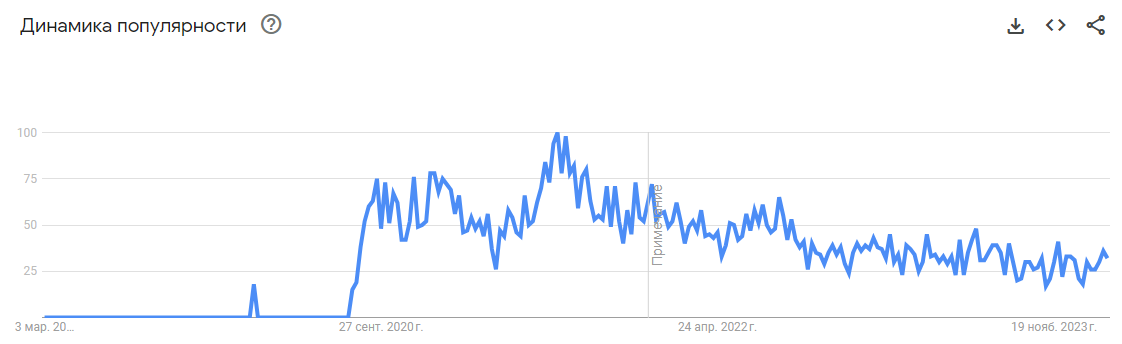 Динамика популярности
100
75
50
25
Примечание
3 мар. 20…
27 сент. 2020 г.
24 апр. 2022 г.
19 нояб. 2023 г.